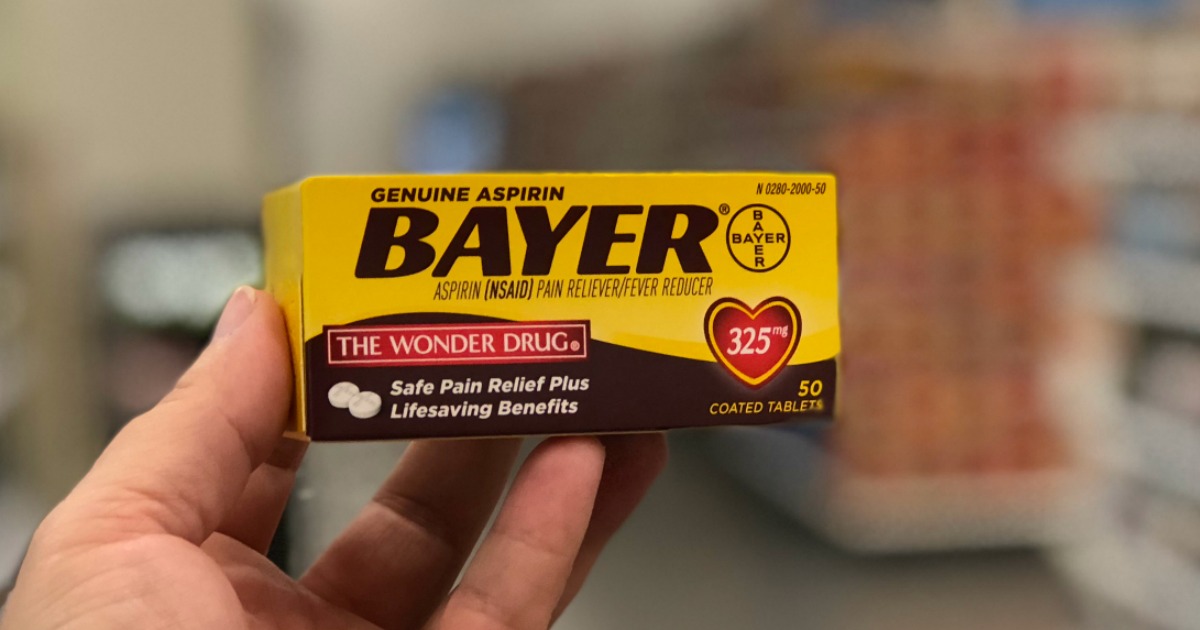 GENUINE ASPIRIN
N 0280-2000-50
BAYER®
BAYER
BAYER
ASPIRIN (NSAID) PAIN RELIEVER/FEVER REDUCER
THE WONDER DRUG®
325mg
Safe Pain Relief Plus
Lifesaving Benefits
50
COATED TABLETS